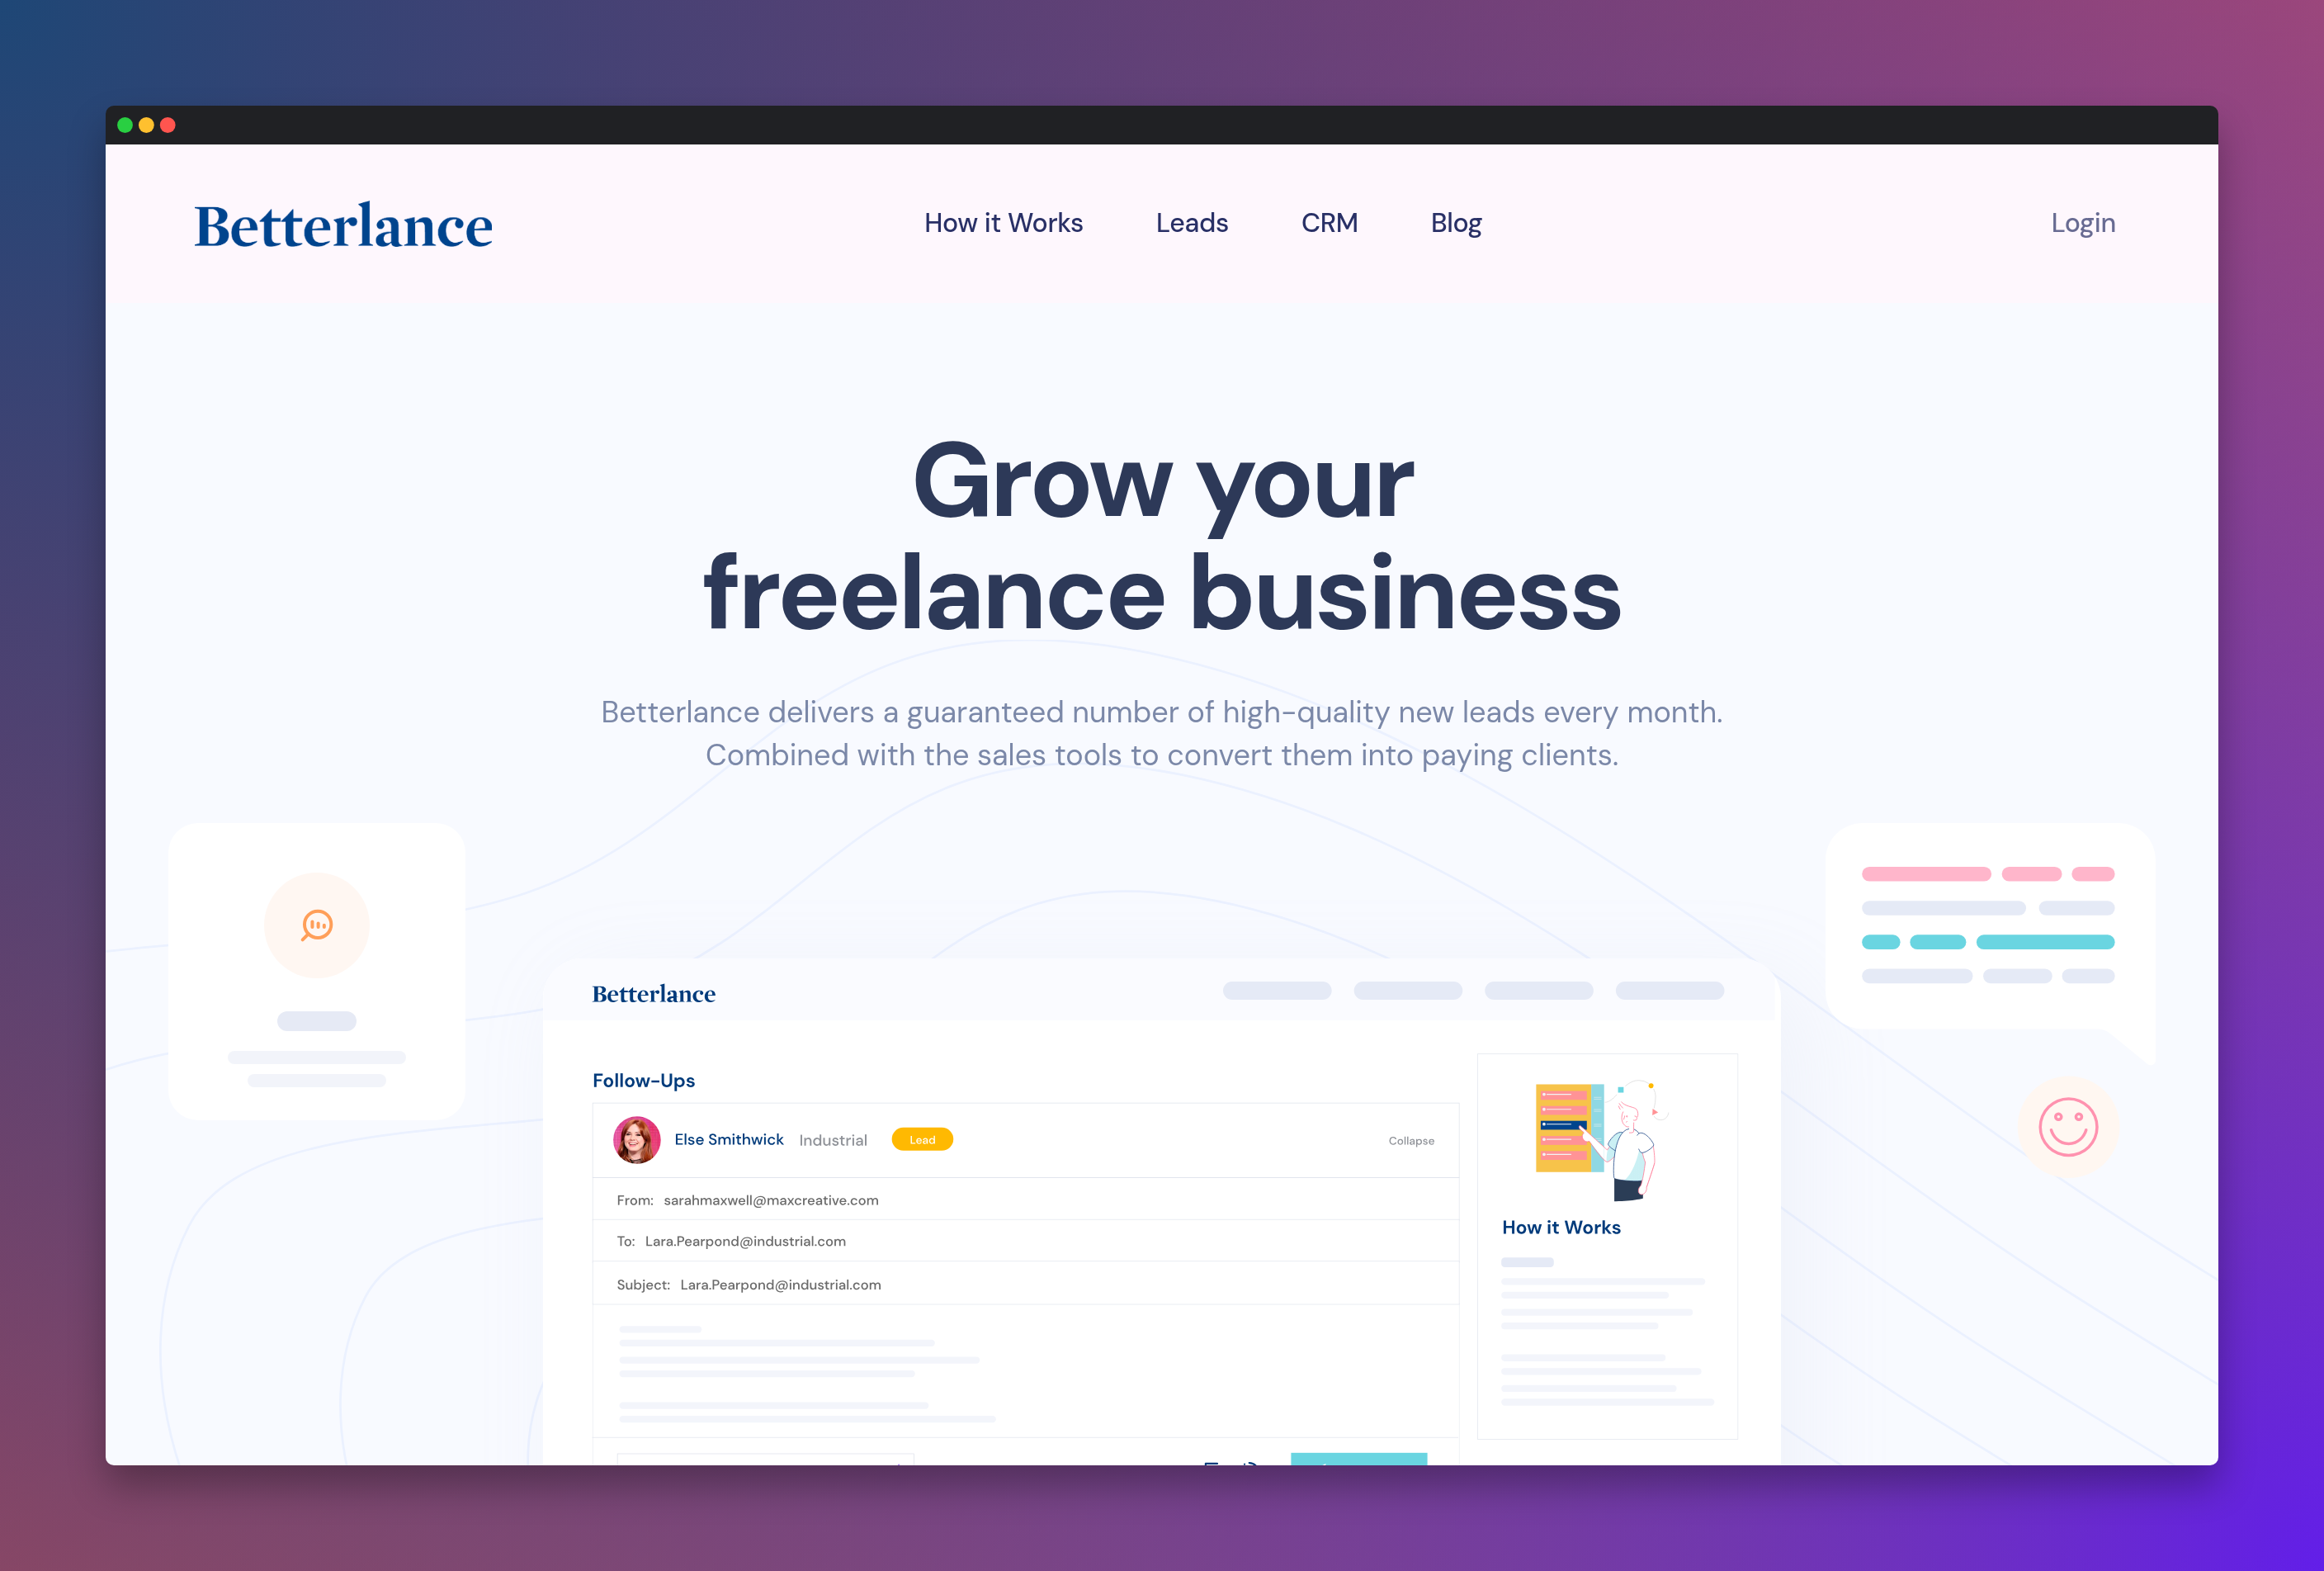 Betterlance
How it Works
Leads
CRM
Blog
Login
Grow your
freelance business
Betterlance delivers a guaranteed number of high-quality new leads every month.
Combined with the sales tools to convert them into paying clients.
Betterlance
Follow-Ups
Else Smithwick Industrial Lead Collapse
From: sarahmaxwell@maxcreative.com
To: Lara.Pearpond@industrial.com
Subject: Lara.Pearpond@industrial.com
How it Works